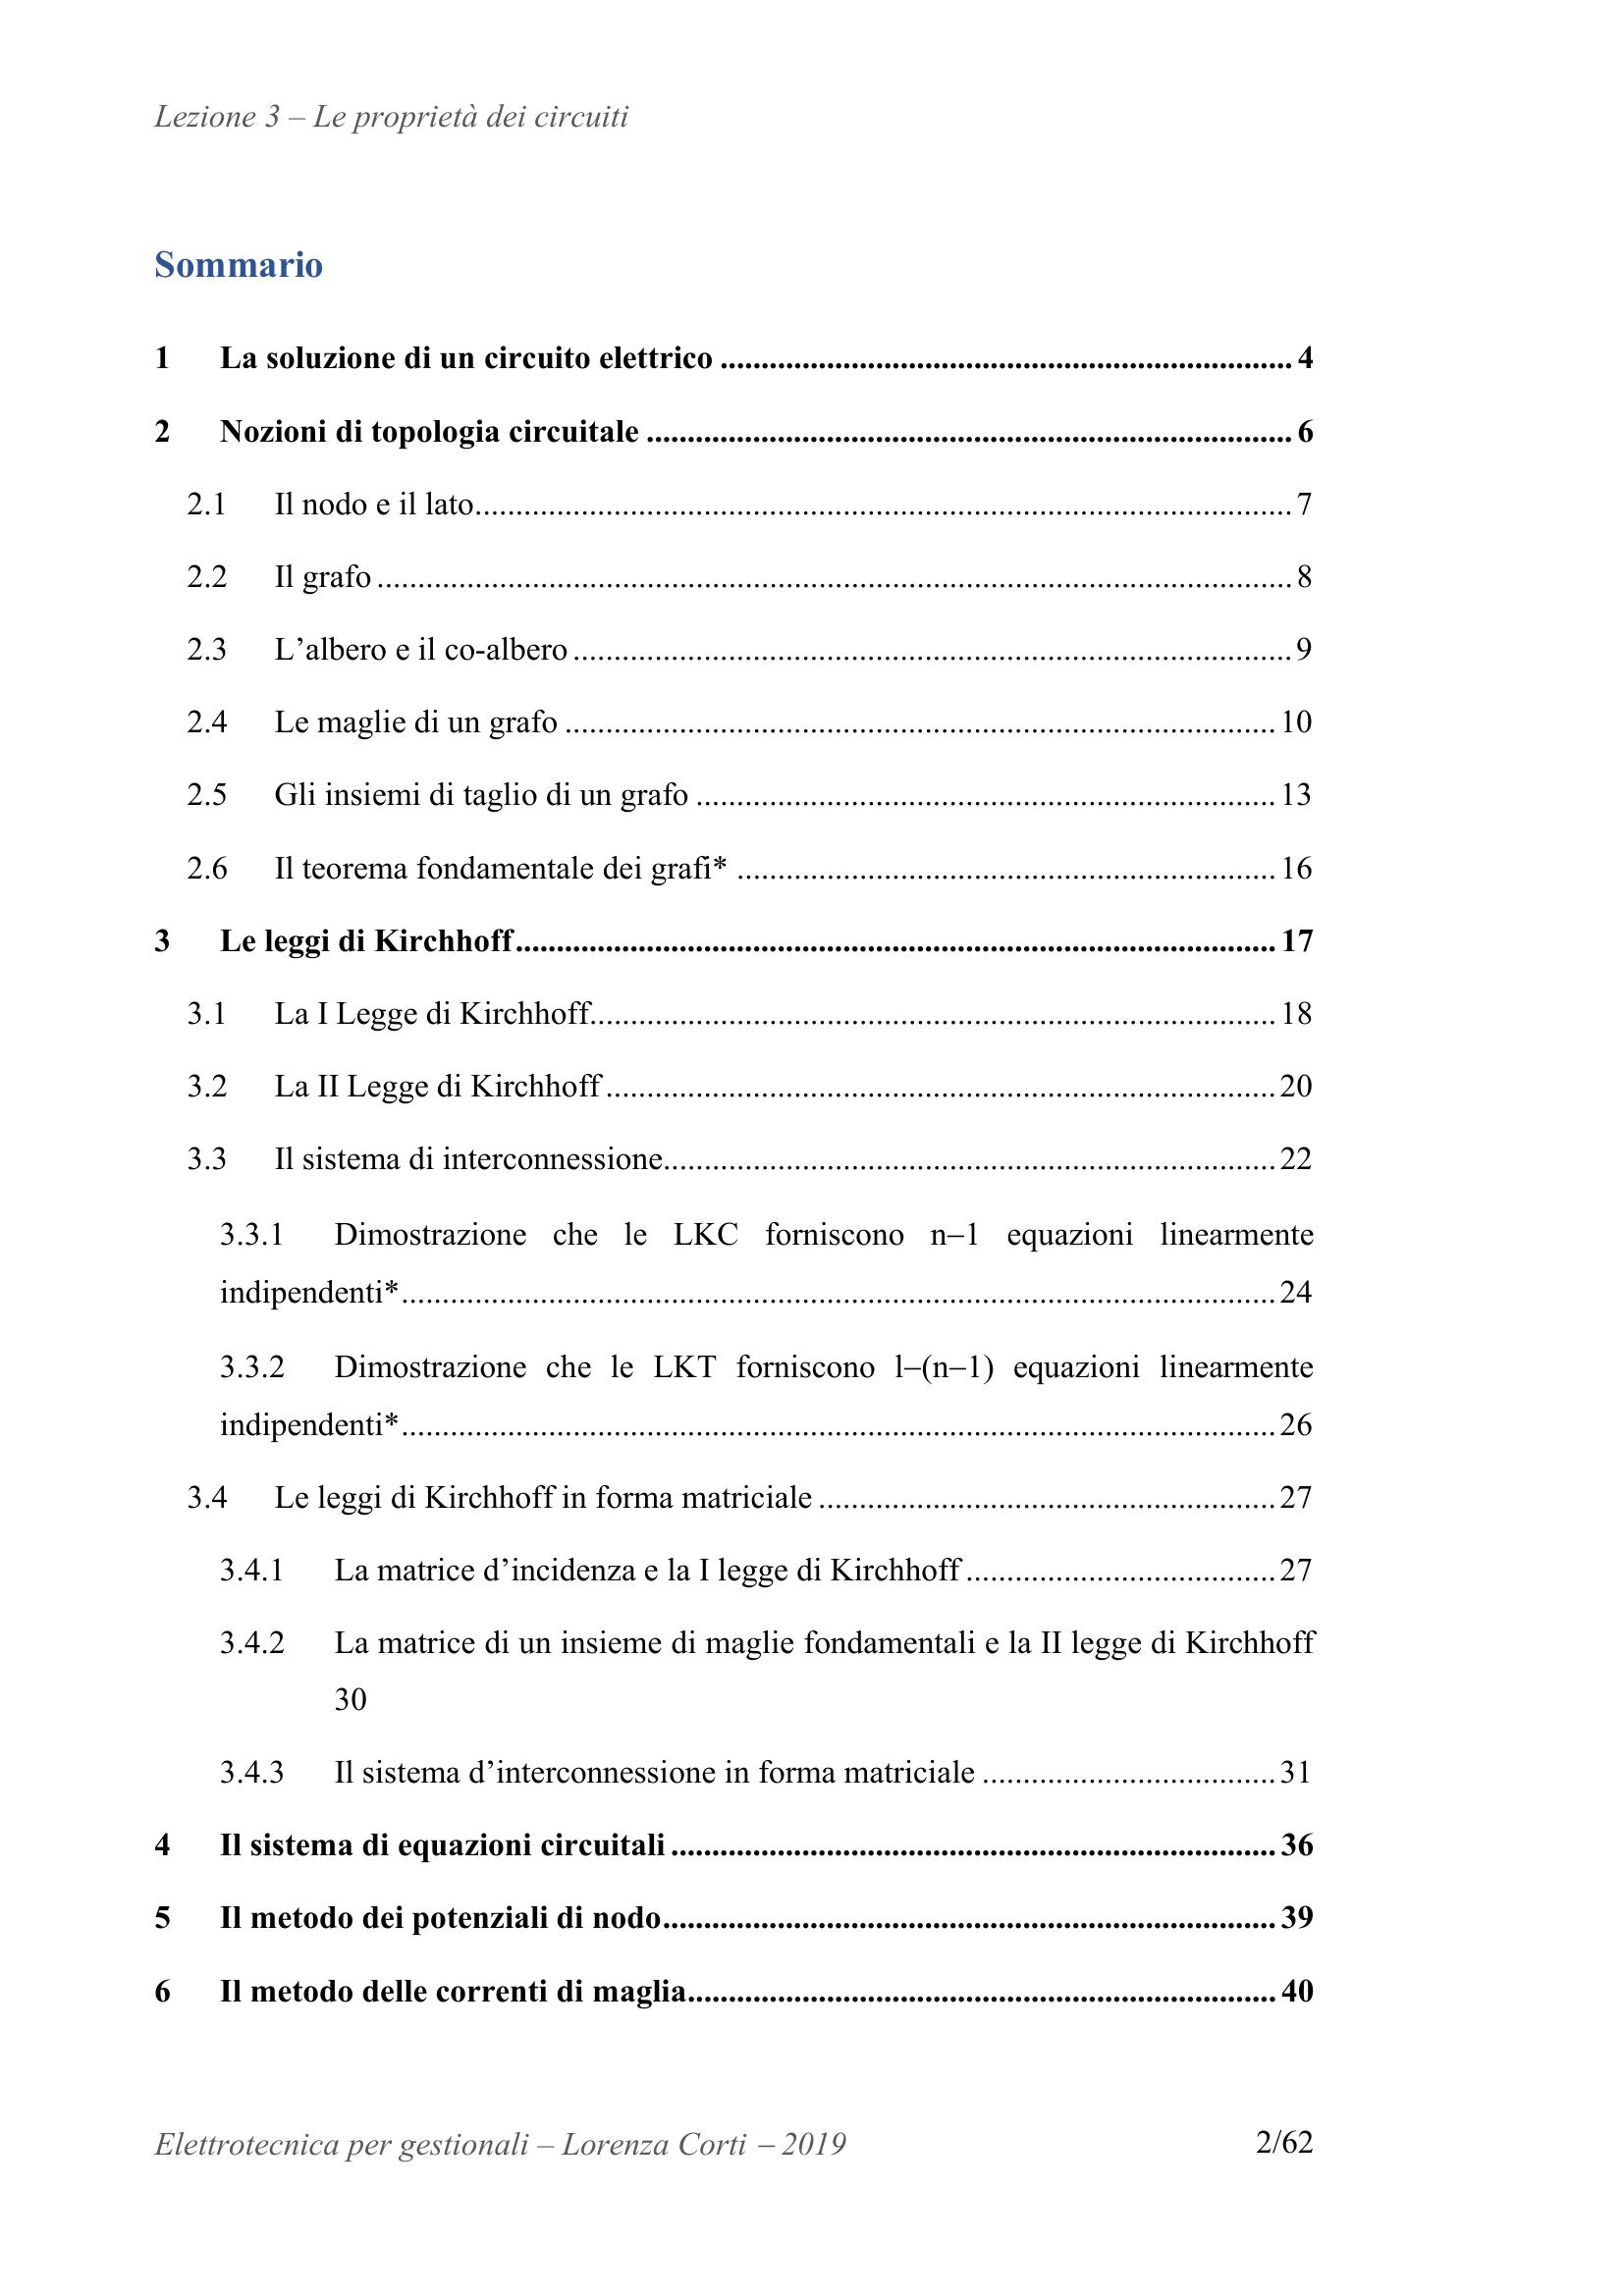 Lezione 3 – Le proprietà dei circuiti
Sommario
1 La soluzione di un circuito elettrico ...................................................................... 4
2 Nozioni di topologia circuitale ............................................................................... 6
2.1 Il nodo e il lato.................................................................................................... 7
2.2 Il grafo ................................................................................................................ 8
2.3 L’albero e il co-albero ........................................................................................ 9
2.4 Le maglie di un grafo ....................................................................................... 10
2.5 Gli insiemi di taglio di un grafo ....................................................................... 13
2.6 Il teorema fondamentale dei grafi* .................................................................. 16
3 Le leggi di Kirchhoff.............................................................................................. 17
3.1 La I Legge di Kirchhoff.................................................................................... 18
3.2 La II Legge di Kirchhoff .................................................................................. 20
3.3 Il sistema di interconnessione........................................................................... 22
3.3.1 Dimostrazione che le LKC forniscono n–1 equazioni linearmente
indipendenti* ........................................................................................................... 24
3.3.2 Dimostrazione che le LKT forniscono l–(n–1) equazioni linearmente
indipendenti* ........................................................................................................... 26
3.4 Le leggi di Kirchhoff in forma matriciale ........................................................ 27
3.4.1 La matrice d’incidenza e la I legge di Kirchhoff ...................................... 27
3.4.2 La matrice di un insieme di maglie fondamentali e la II legge di Kirchhoff
30
3.4.3 Il sistema d’interconnessione in forma matriciale .................................... 31
4 Il sistema di equazioni circuitali ........................................................................... 36
5 Il metodo dei potenziali di nodo............................................................................ 39
6 Il metodo delle correnti di maglia......................................................................... 40
Elettrotecnica per gestionali – Lorenza Corti – 2019 2/62